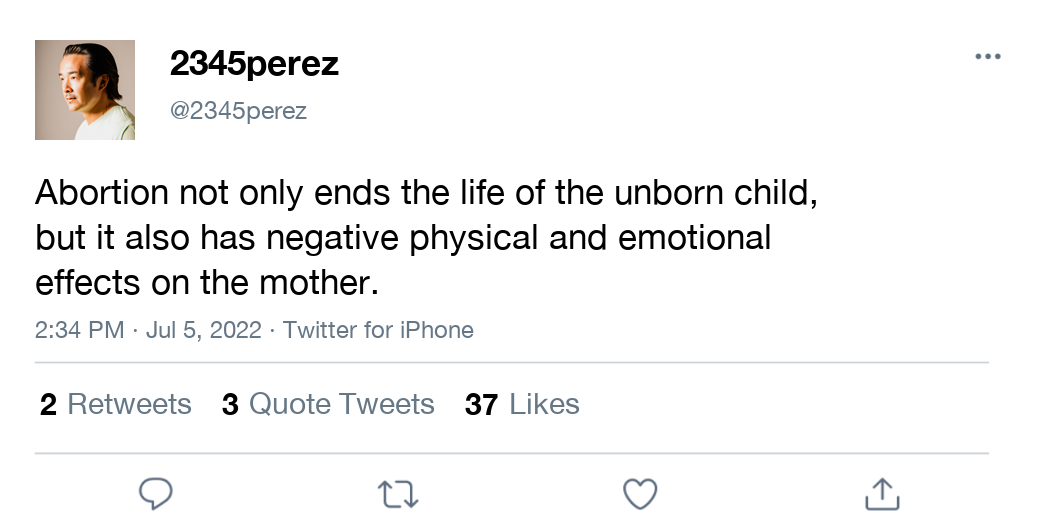 2345perez
@2345perez
Abortion not only ends the life of the unborn child,
but it also has negative physical and emotional
effects on the mother.
2:34 PM · Jul 5, 2022 · Twitter for iPhone
2 Retweets 3 Quote Tweets 37 Likes